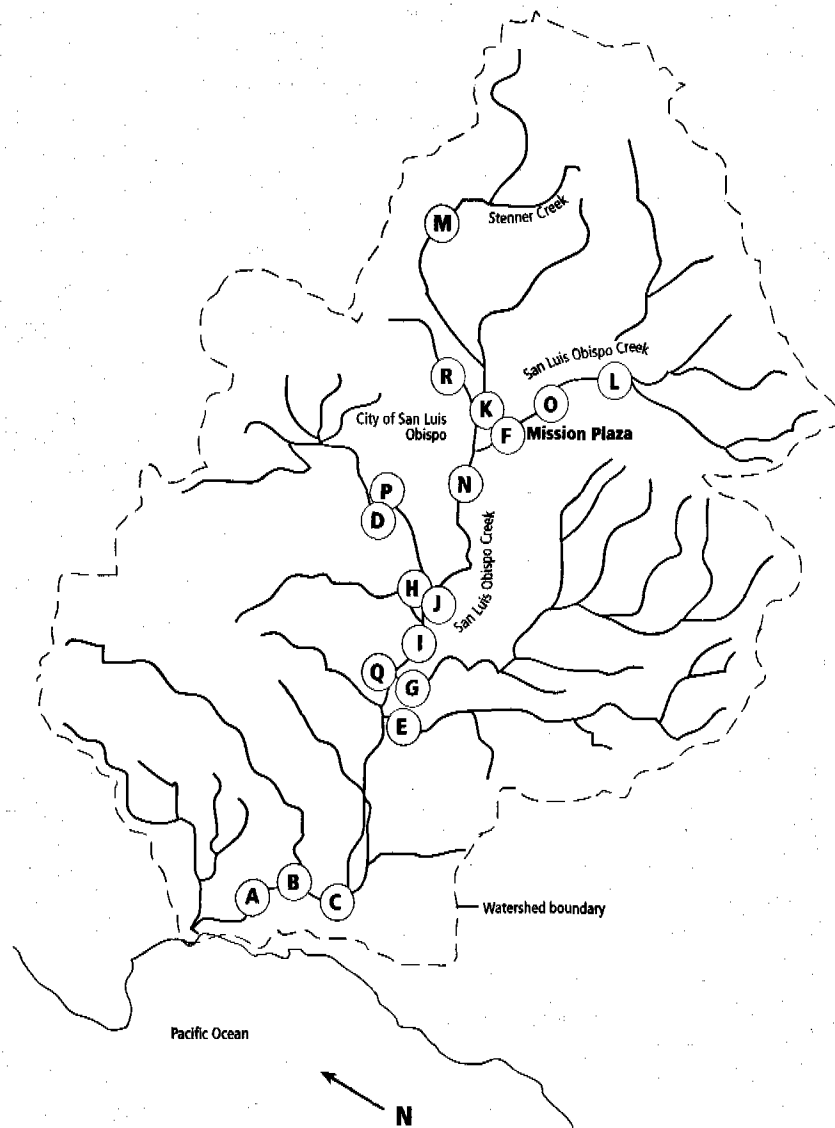 M
Stenner Creek
San Luis Obispo Creek
R
L
K
O
City of San Luis
Obispo
F
Mission Plaza
P
N
D
San Luis Obispo Creek
H
J
I
Q
G
E
B
A
C
Watershed boundary
Pacific Ocean
N